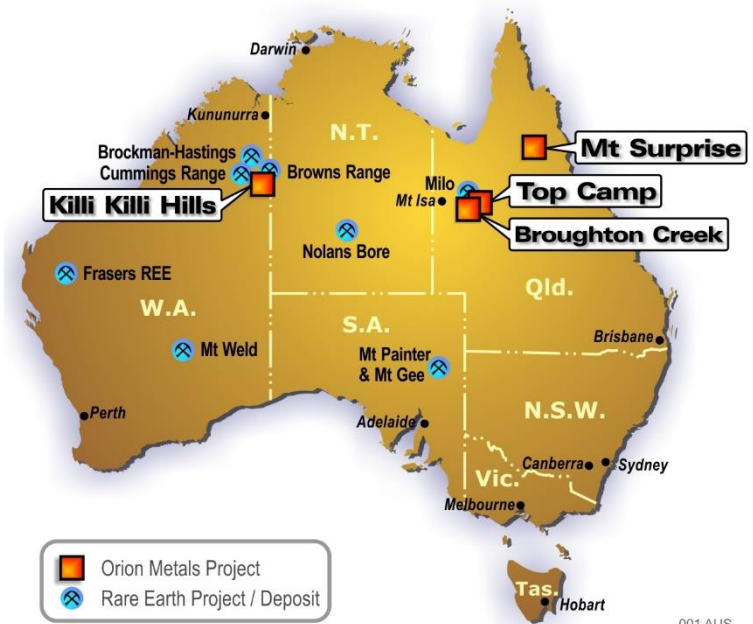 Darwin
Kununurra
N.T.
Brockman-Hastings
Cummings Range
Browns Range
Killi Killi Hills
Mt Surprise
Milo
Mt Isa
Top Camp
Broughton Creek
Nolans Bore
Frasers REE
Qld.
W.A.
S.A.
Mt Weld
Mt Painter
& Mt Gee
Brisbane
N.S.W.
Perth
Adelaide
Canberra
Sydney
Vic.
Melbourne
Orion Metals Project
Rare Earth Project / Deposit
Tas.
Hobart
001 AUS